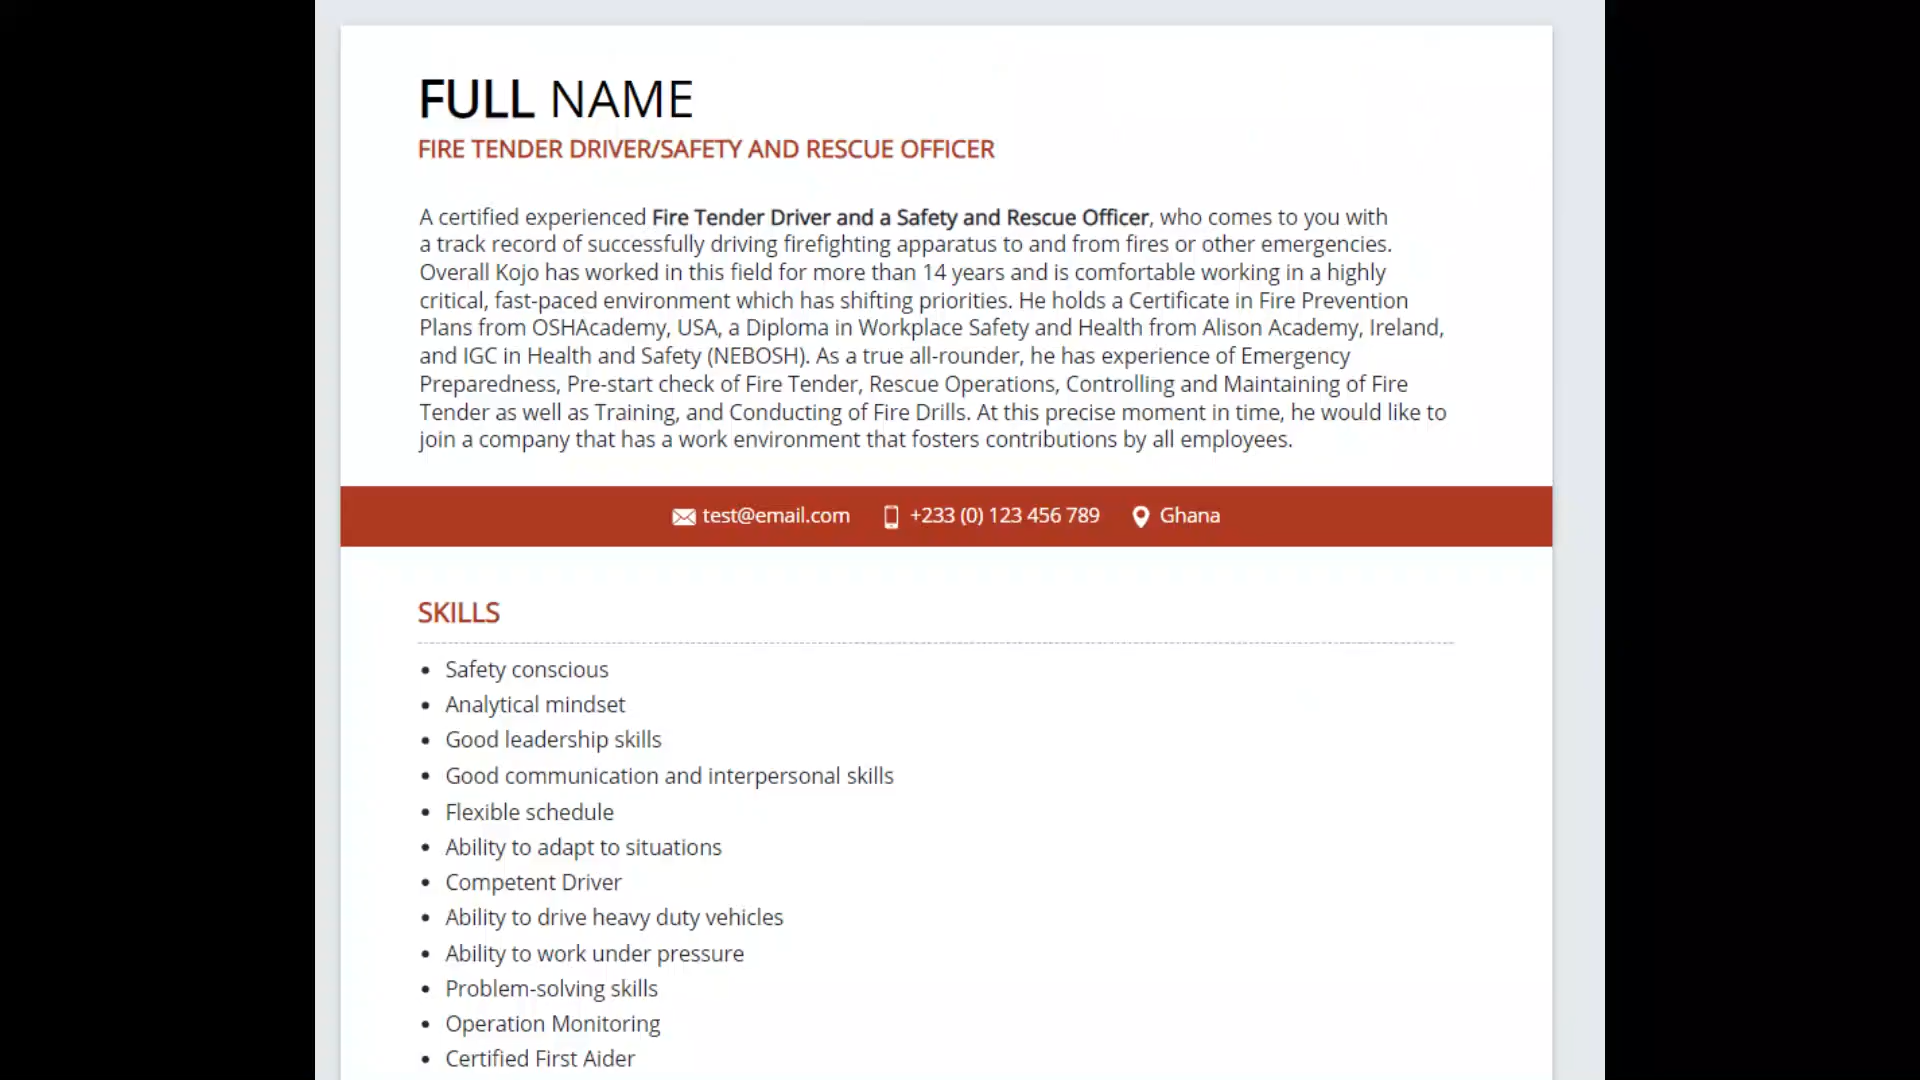 FULL NAME
FIRE TENDER DRIVER/SAFETY AND RESCUE OFFICER
A certified experienced Fire Tender Driver and a Safety and Rescue Officer, who comes to you with
a track record of successfully driving firefighting apparatus to and from fires or other emergencies.
Overall Kojo has worked in this field for more than 14 years and is comfortable working in a highly
critical, fast-paced environment which has shifting priorities. He holds a Certificate in Fire Prevention
Plans from OSHAcademy, USA, a Diploma in Workplace Safety and Health from Alison Academy, Ireland,
and IGC in Health and Safety (NEBOSH). As a true all-rounder, he has experience of Emergency
Preparedness, Pre-start check of Fire Tender, Rescue Operations, Controlling and Maintaining of Fire
Tender as well as Training, and Conducting of Fire Drills. At this precise moment in time, he would like to
join a company that has a work environment that fosters contributions by all employees.
test@email.com +233 (0) 123 456 789 Ghana
SKILLS
• Safety conscious
• Analytical mindset
• Good leadership skills
• Good communication and interpersonal skills
• Flexible schedule
• Ability to adapt to situations
• Competent Driver
• Ability to drive heavy duty vehicles
• Ability to work under pressure
• Problem-solving skills
• Operation Monitoring
• Certified First Aider